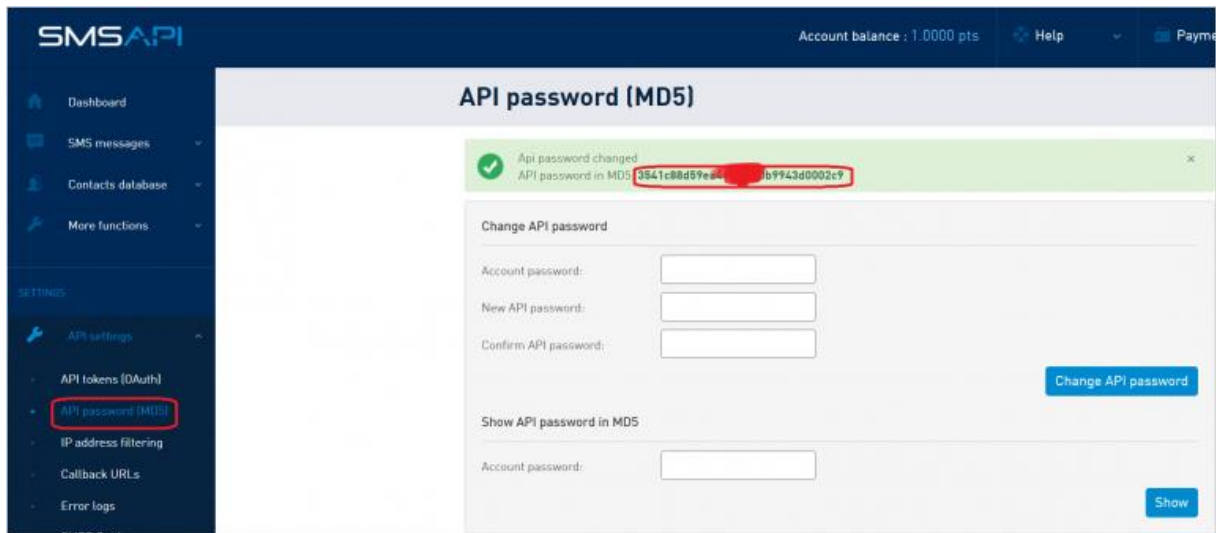 SMSAPI
Account balance : 1.0000 pts
Help
Payme
Dashboard
SMS messages
Contacts database
More functions
SETTINGS
API settings
API tokens (OAuth)
API password (MD5)
IP address filtering
Callback URLs
Error logs
API password (MD5)
Api password changed
API password in MD5:
Change API password
Account password:
New API password:
Confirm API password:
Change API password
Show API password in MD5
Account password:
Show